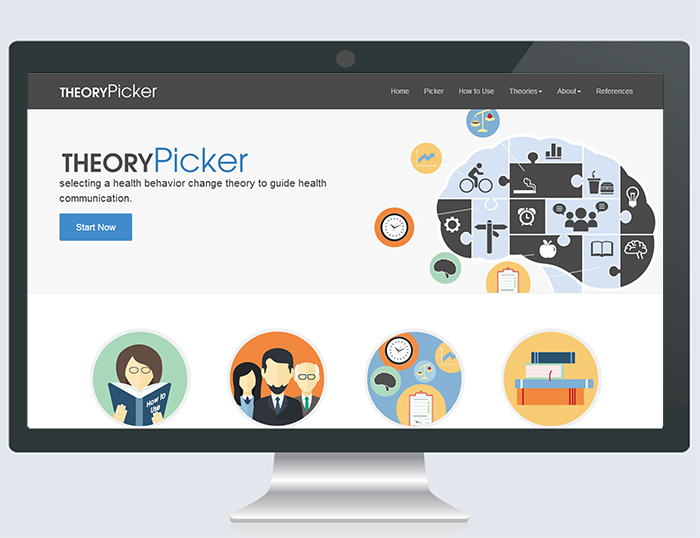 THEORYPicker
Home Picker How to Use Theories About References
THEORYPicker
selecting a health behavior change theory to guide health
communication.
Start Now
How to
Use